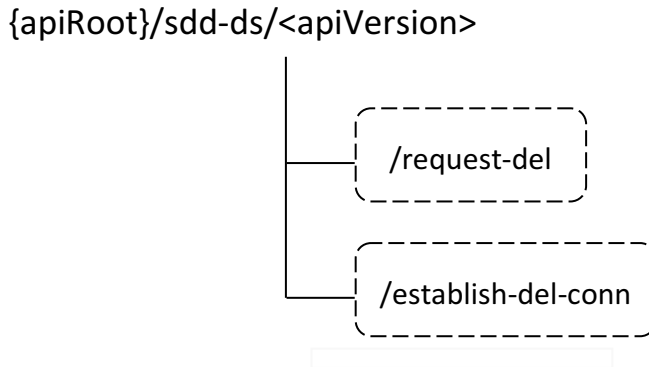 {apiRoot}/sdd-ds/<apiVersion>
/request-del
/establish-del-conn